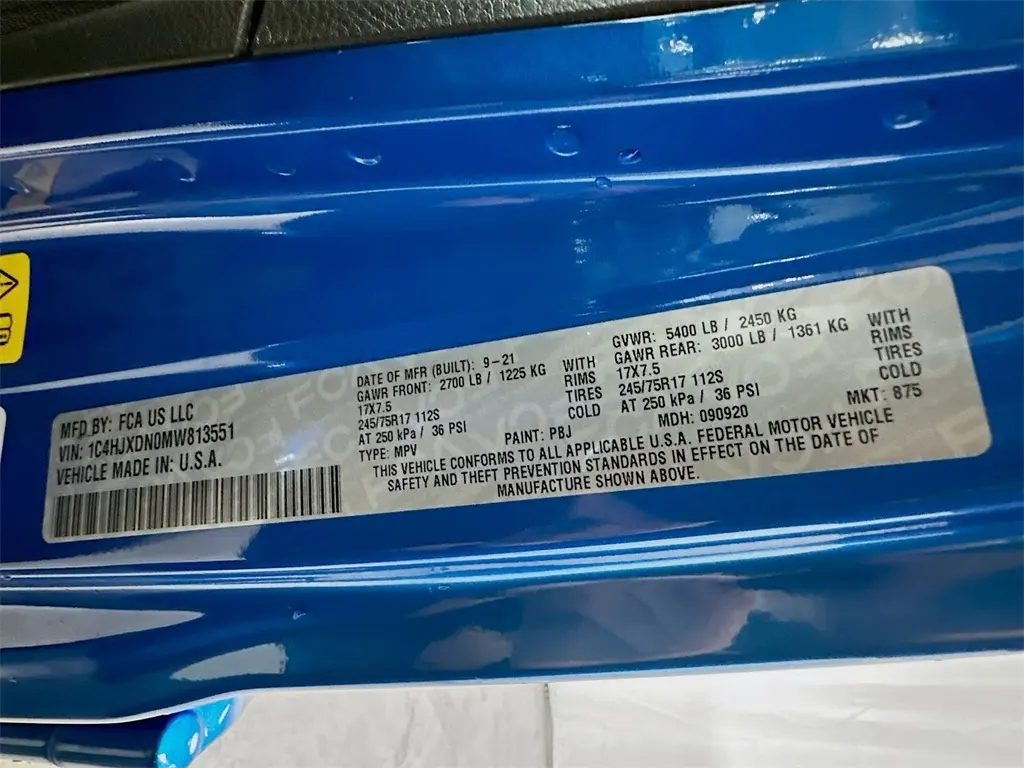 MFD BY: FCA US LLC
VIN: 1C4HJXDN0MW813551
VEHICLE MADE IN: U.S.A.
DATE OF MFR (BUILT): 9-21
GAWR FRONT: 2700 LB / 1225 KG WITH
17X7.5 RIMS
245/75R17 112S TIRES
AT 250 kPa / 36 PSI COLD
TYPE: MPV
GVWR: 5400 LB / 2450 KG
GAWR REAR: 3000 LB / 1361 KG WITH
17X7.5 RIMS
245/75R17 112S TIRES
AT 250 kPa / 36 PSI COLD
PAINT: PBJ MDH: 090920 MKT: 875
THIS VEHICLE CONFORMS TO ALL APPLICABLE U.S.A. FEDERAL MOTOR VEHICLE
SAFETY AND THEFT PREVENTION STANDARDS IN EFFECT ON THE DATE OF
MANUFACTURE SHOWN ABOVE.